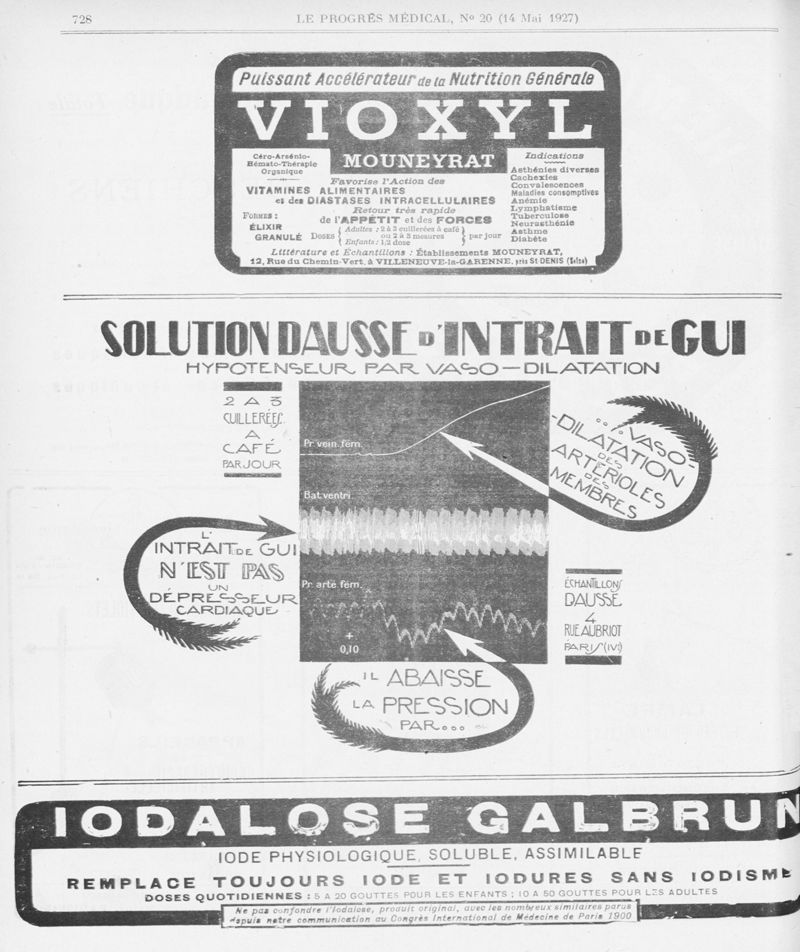 728
LE PROGRÈS MÉDICAL, Nº 20 (14 Mai 1927)
Puissant Accélérateur de la Nutrition Générale
VIOXYL
MOUNEYRAT
Céro-Arsénio-
Hémato-Thérapie
Organique
Favorise l'Action des
VITAMINES ALIMENTAIRES
et des DIASTASES INTRACELLULAIRES
Retour très rapide
de l'APPÉTIT et des FORCES
FORMES :
ÉLIXIR
GRANULÉ
DOSES
Adultes : 2 à 3 cuillerées à café
ou 2 à 3 mesures
Enfants : 1/2 dose
par jour
Indications
Asthénies diverses
Cachexies
Convalescences
Maladies consomptives
Anémie
Lymphatisme
Tuberculose
Neurasthénie
Asthme
Diabète
Littérature et Échantillons : Établissements MOUNEYRAT,
12, Rue du Chemin-Vert, à VILLENEUVE-la-GARENNE, près St-DENIS (Seine)
SOLUTION DAUSSE D'INTRAIT DE GUI
HYPOTENSEUR PAR VASO-DILATATION
2 A 3
CUILLERÉES
A
CAFÉ
PAR JOUR
Pr vein. fém.
.... VASO-
-DILATATION
DES
ARTÉRIOLES
DES
MEMBRES
Bat. ventri.
L'
INTRAIT DE GUI
N'EST PAS
UN
DÉPRESSEUR
CARDIAQUE
Pr. arté fém.
+
0,10
ÉCHANTILLONS
DAUSSE
4
RUE AUBRIOT
PARIS (IVe)
IL ABAISSE
LA PRESSION
PAR...
IODALOSE GALBRUN
IODE PHYSIOLOGIQUE, SOLUBLE, ASSIMILABLE
REMPLACE TOUJOURS IODE ET IODURES SANS IODISME
DOSES QUOTIDIENNES : 5 A 20 GOUTTES POUR LES ENFANTS ; 10 A 50 GOUTTES POUR LES ADULTES
Ne pas confondre l'Iodalose, produit original, avec les nombreux similaires parus
depuis notre communication au Congrès International de Médecine de Paris 1900